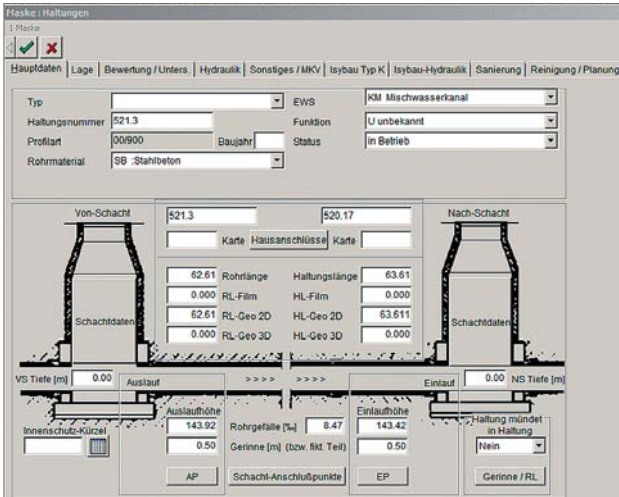 Maske : Haltungen
1 Maske
Hauptdaten Lage Bewertung / Unters. Hydraulik Sonstiges / MKV Isybau Typ K Isybau-Hydraulik Sanierung Reinigung / Planung
Typ EWS KM Mischwasserkanal
Haltungsnummer 521.3 Funktion U unbekannt
Profilart 00/900 Baujahr Status in Betrieb
Rohrmaterial SB :Stahlbeton
Von-Schacht 521.3 520.17 Nach-Schacht
Karte Hausanschlüsse Karte
62.61 Rohrlänge Haltungslänge 63.61
0.000 RL-Film HL-Film 0.000
Schachtdaten 62.61 RL-Geo 2D HL-Geo 2D 63.611 Schachtdaten
0.000 RL-Geo 3D HL-Geo 3D 0.000
VS Tiefe [m] 0.00 Auslauf >>>> >>>> Einlauf 0.00 NS Tiefe [m]
Auslaufhöhe Einlaufhöhe Haltung mündet
Innenschutz-Kürzel 143.92 Rohrgefälle [‰] 8.47 143.42 in Haltung
0.50 Gerinne [m] (bzw. fikt. Teil) 0.50 Nein
AP Schacht-Anschlußpunkte EP Gerinne / RL